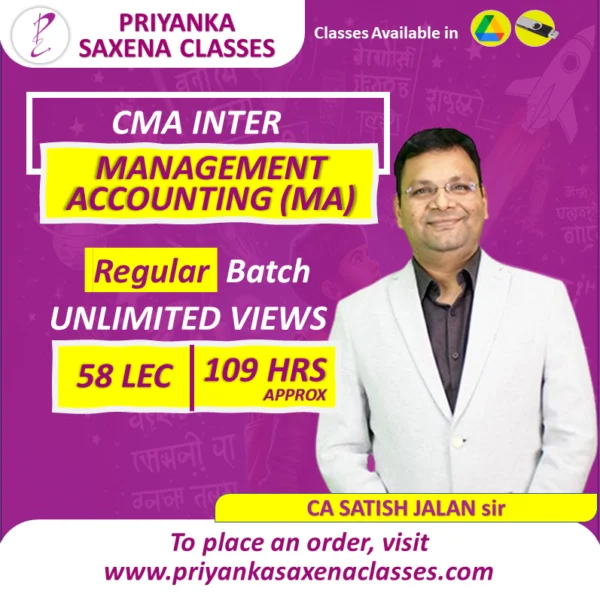 PRIYANKA
SAXENA CLASSES
Classes Available in
CMA INTER
MANAGEMENT
ACCOUNTING (MA)
Regular Batch
UNLIMITED VIEWS
58 LEC
109 HRS
APPROX
CA SATISH JALAN sir
To place an order, visit
www.priyankasaxenaclasses.com